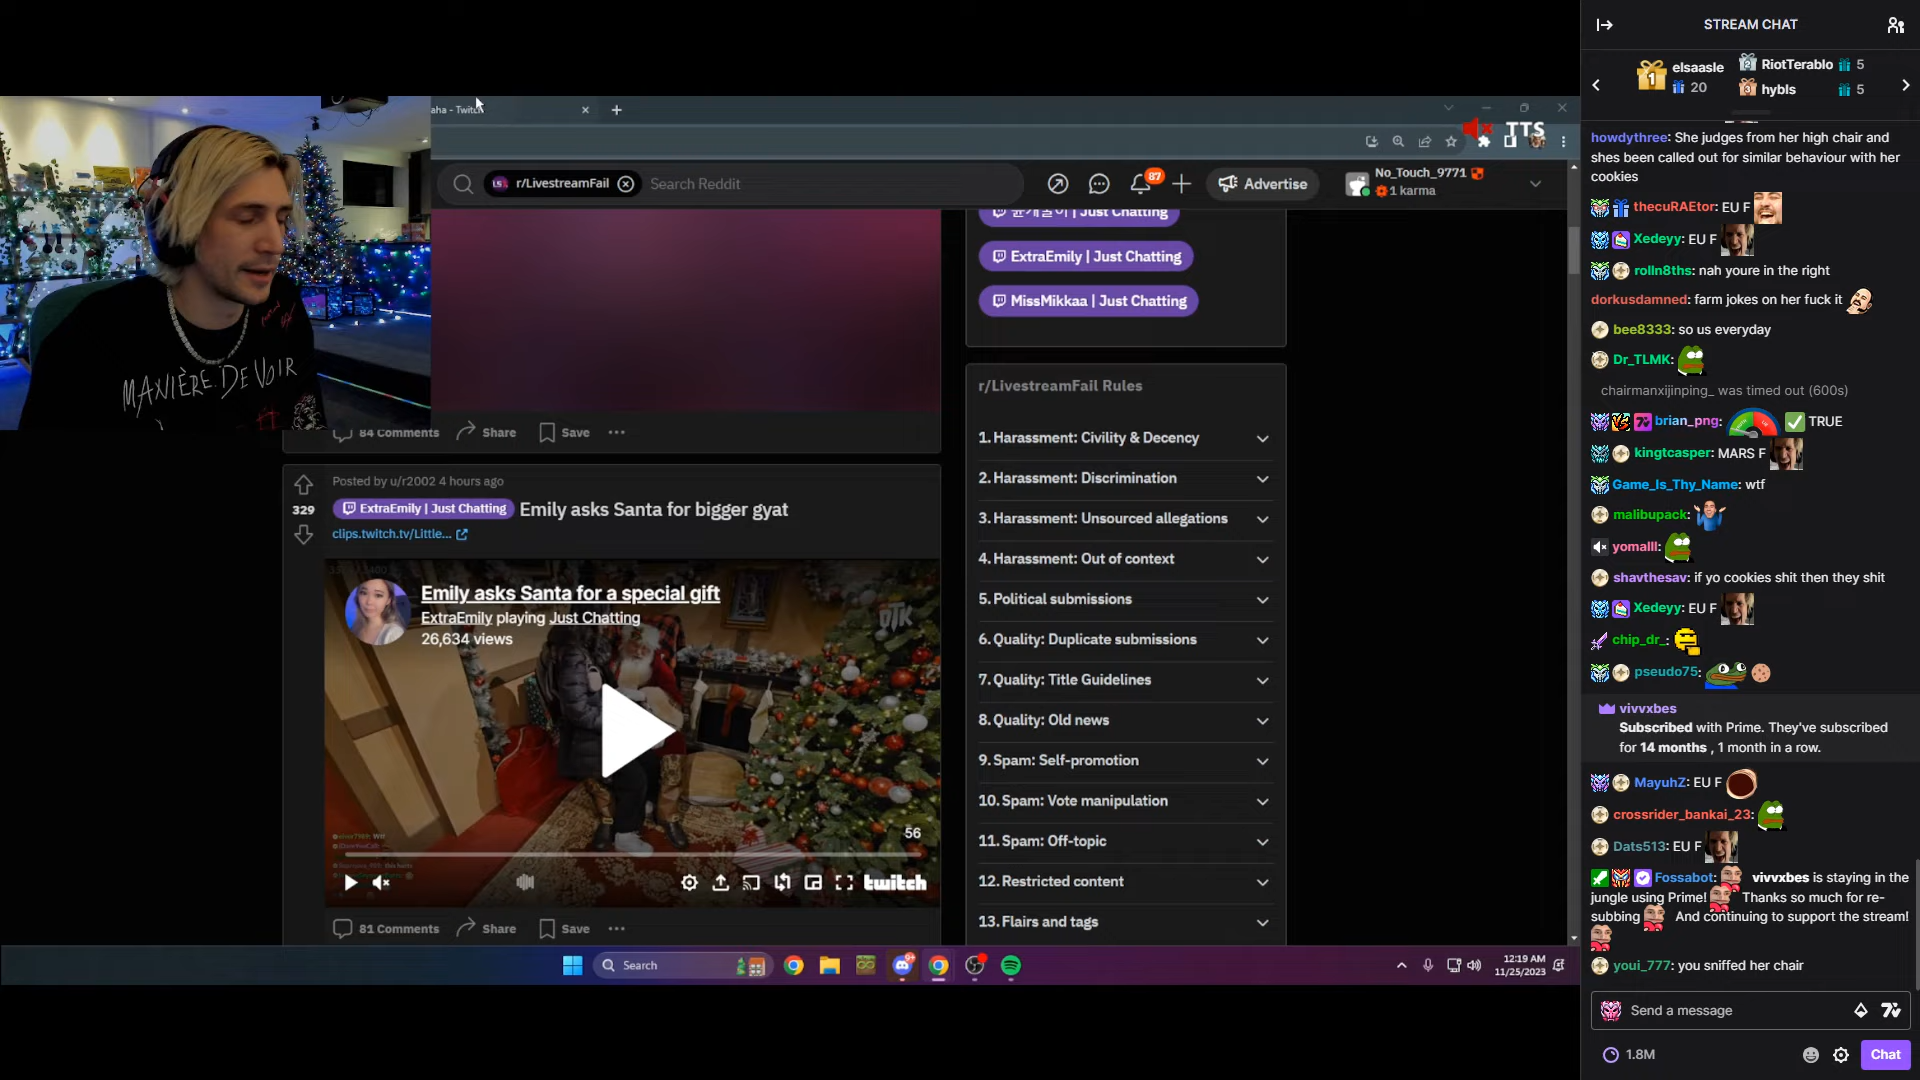 aha - Twitch
TTS
r/LivestreamFail
Search Reddit
87
Advertise
No_Touch_9771
1 karma
윤개굴이 | Just Chatting
ExtraEmily | Just Chatting
MissMikkaa | Just Chatting
MANIÈRE.DE VOIR
84 Comments
Share
Save
r/LivestreamFail Rules
1. Harassment: Civility & Decency
2. Harassment: Discrimination
3. Harassment: Unsourced allegations
4. Harassment: Out of context
5. Political submissions
6. Quality: Duplicate submissions
7. Quality: Title Guidelines
8. Quality: Old news
9. Spam: Self-promotion
10. Spam: Vote manipulation
11. Spam: Off-topic
12. Restricted content
13. Flairs and tags
Posted by u/r2002 4 hours ago
329
ExtraEmily | Just Chatting
Emily asks Santa for bigger gyat
clips.twitch.tv/Little...
Emily asks Santa for a special gift
ExtraEmily playing Just Chatting
26,634 views
OTK
56
twitch
81 Comments
Share
Save
Search
12:19 AM
11/25/2023
STREAM CHAT
1
elsaasle
20
2
RiotTerablo
5
3
hybls
5
howdythree: She judges from her high chair and
shes been called out for similar behaviour with her
cookies
thecuRAEtor: EU F
Xedeyy: EU F
rolln8ths: nah youre in the right
dorkusdamned: farm jokes on her fuck it
bee8333: so us everyday
Dr_TLMK:
chairmanxijinping_ was timed out (600s)
brian_png: TRUE
kingtcasper: MARS F
Game_Is_Thy_Name: wtf
malibupack:
yomalll:
shavthesav: if yo cookies shit then they shit
Xedeyy: EU F
chip_dr_:
pseudo75:
vivvxbes
Subscribed with Prime. They've subscribed
for 14 months , 1 month in a row.
MayuhZ: EU F
crossrider_bankai_23:
Dats513: EU F
Fossabot: vivvxbes is staying in the
jungle using Prime! Thanks so much for re-
subbing And continuing to support the stream!
youi_777: you sniffed her chair
Send a message
1.8M
Chat